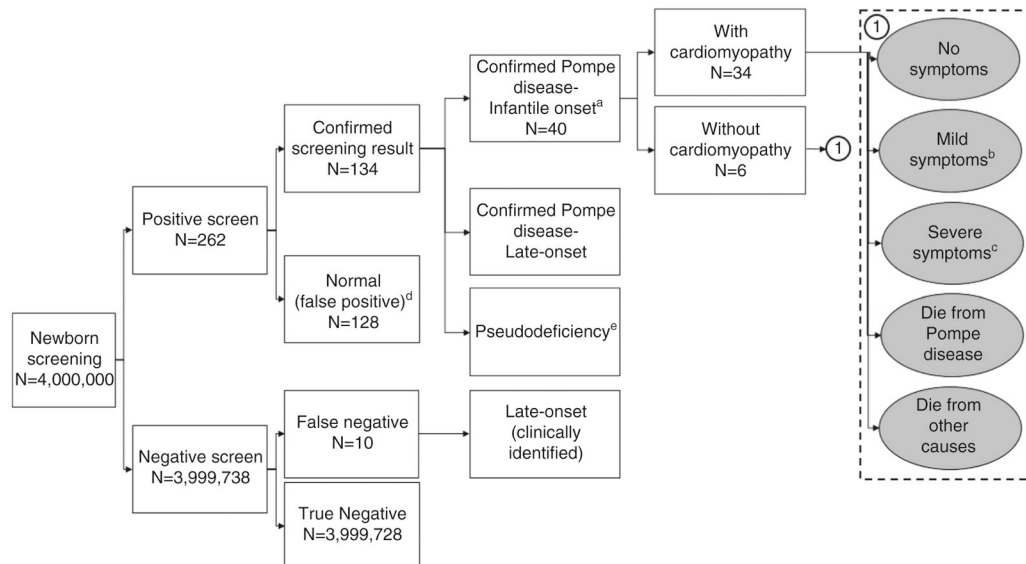 Newborn
screening
N=4,000,000
Positive screen
N=262
Negative screen
N=3,999,738
Confirmed
screening result
N=134
Normal
(false positive)d
N=128
False negative
N=10
True Negative
N=3,999,728
Confirmed Pompe
disease-
Infantile onseta
N=40
Confirmed Pompe
disease-
Late-onset
Pseudodeficiencye
Late-onset
(clinically
identified)
With
cardiomyopathy
N=34
Without
cardiomyopathy
N=6
1
1
No
symptoms
Mild
symptomsb
Severe
symptomsc
Die from
Pompe
disease
Die from
other
causes